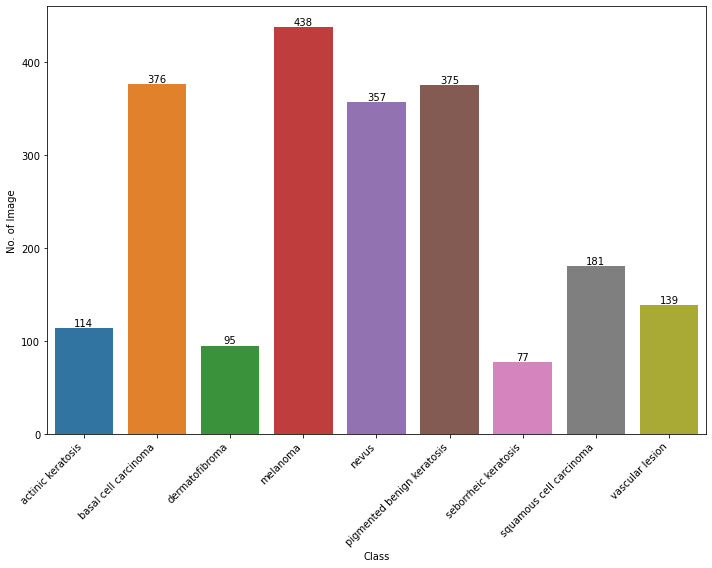 438
376
375
357
181
139
114
95
77
No. of Image
400
300
200
100
0
actinic keratosis
basal cell carcinoma
dermatofibroma
melanoma
nevus
pigmented benign keratosis
seborrheic keratosis
squamous cell carcinoma
vascular lesion
Class